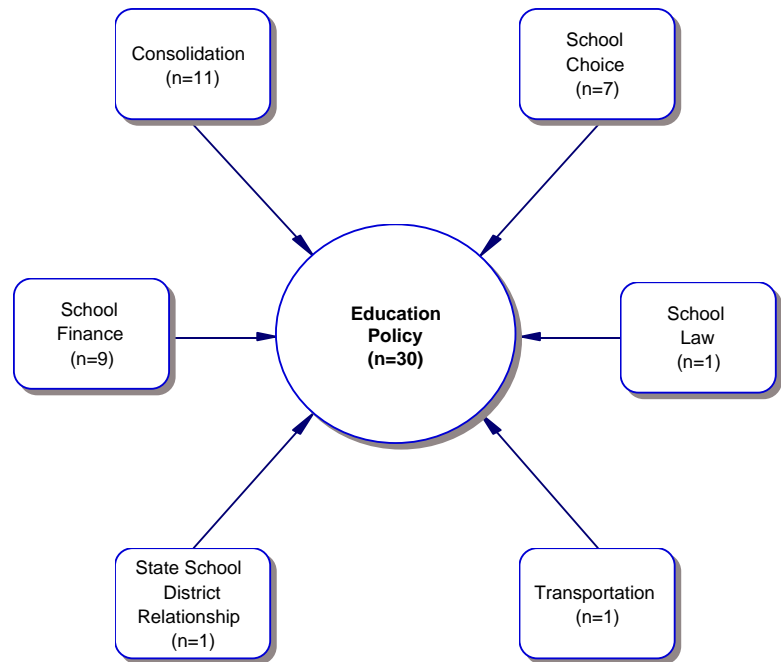 Consolidation
(n=11)
School
Choice
(n=7)
School
Finance
(n=9)
Education
Policy
(n=30)
School
Law
(n=1)
State School
District
Relationship
(n=1)
Transportation
(n=1)